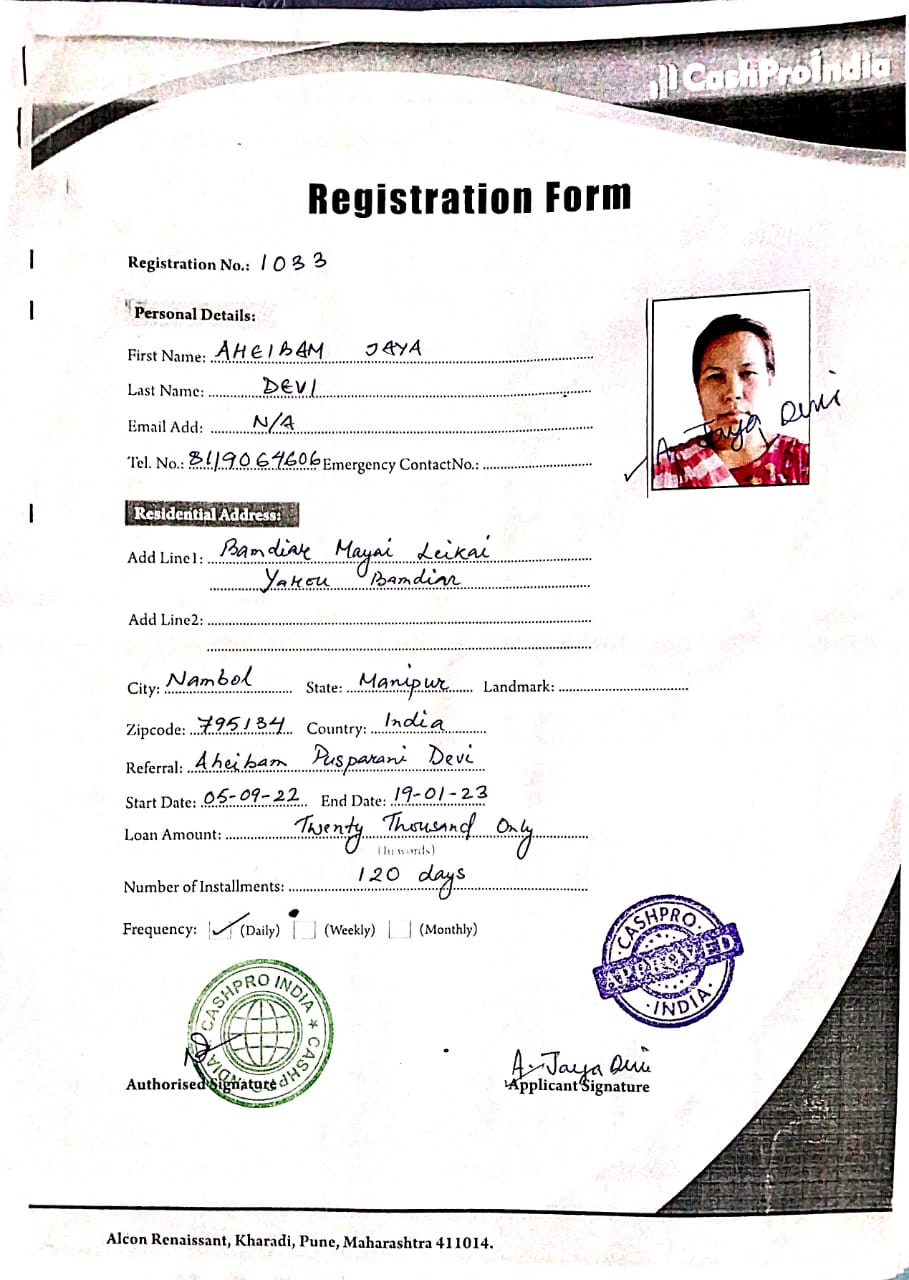 CashProIndia
Registration Form
Registration No.: 1033
Personal Details:
First Name: AHEIBAM JAYA
Last Name: DEVI
Email Add: N/A
Tel. No.: 8119064606 Emergency ContactNo.:
A. Jaya Devi
Residential Address:
Add Line1: Bamdiar Mayai Leikai
Yahou Bamdiar
Add Line2:
City: Nambol State: Manipur Landmark:
Zipcode: 795134 Country: India
Referral: Aheibam Pusparani Devi
Start Date: 05-09-22 End Date: 19-01-23
Loan Amount: Twenty Thousand Only
(In words)
Number of Installments: 120 days
Frequency: (Daily) (Weekly) (Monthly)
CASHPRO INDIA
APPROVED
CASHPRO INDIA ★ CASHPRO INDIA
A. Jaya Devi
Authorised Signature Applicant Signature
Alcon Renaissant, Kharadi, Pune, Maharashtra 411014.